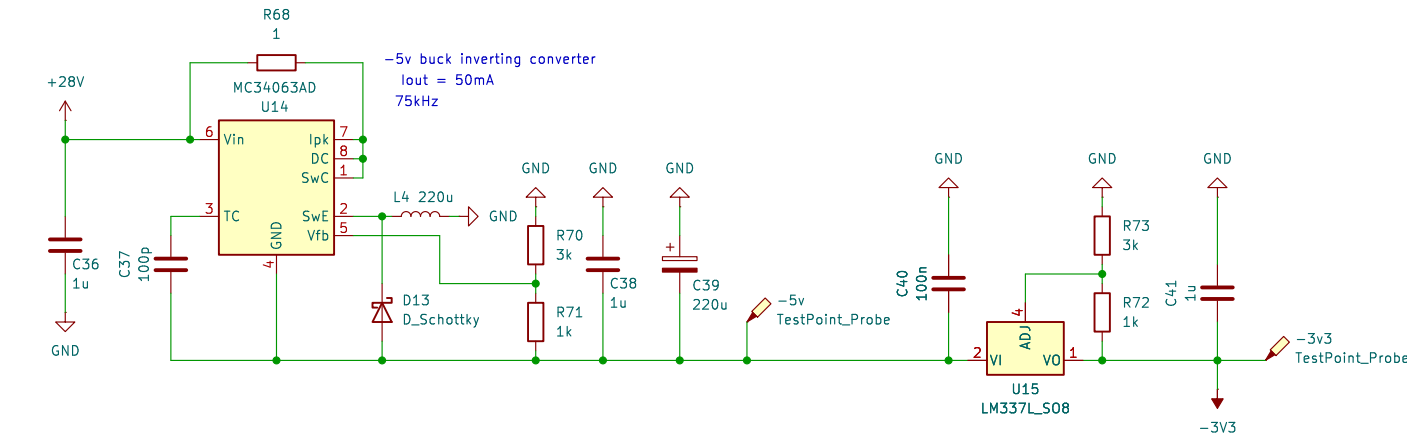 R68
1
-5v buck inverting converter
Iout = 50mA
75kHz
+28V
MC34063AD
U14
6
Vin
Ipk
7
DC
8
SwC
1
3
TC
SwE
2
Vfb
5
GND
4
L4 220u
GND
C36
1u
GND
C37
100p
D13
D_Schottky
GND
R70
3k
R71
1k
GND
C38
1u
GND
C39
220u
+
-5v
TestPoint_Probe
GND
C40
100n
GND
R73
3k
R72
1k
GND
C41
1u
4
ADJ
2
VI
VO
1
U15
LM337L_SO8
-3v3
TestPoint_Probe
-3V3